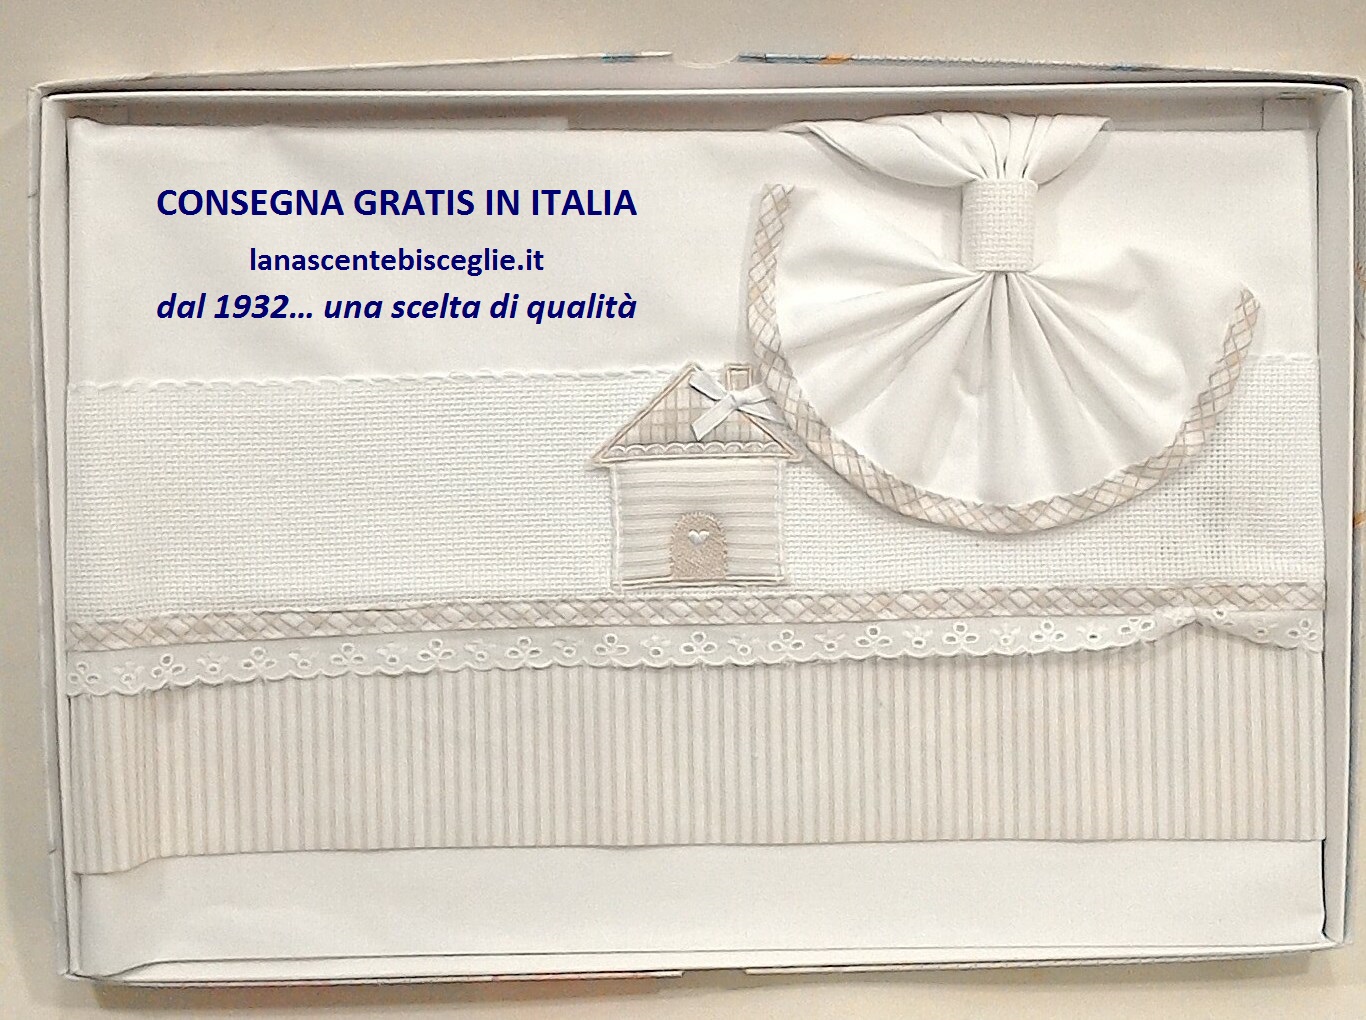 CONSEGNA GRATIS IN ITALIA
lanascentebisceglie.it
dal 1932... una scelta di qualità